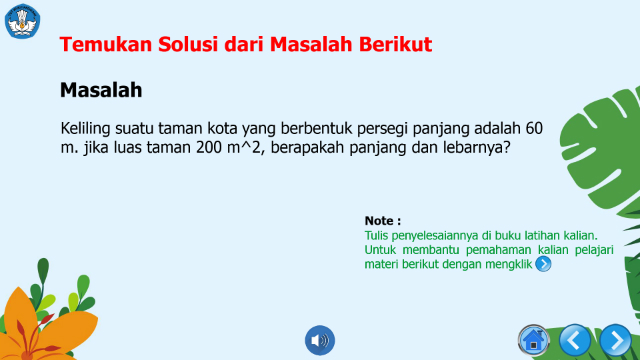 Temukan Solusi dari Masalah Berikut
Masalah
Keliling suatu taman kota yang berbentuk persegi panjang adalah 60
m. jika luas taman 200 m^2, berapakah panjang dan lebarnya?
Note :
Tulis penyelesaiannya di buku latihan kalian.
Untuk membantu pemahaman kalian pelajari
materi berikut dengan mengklik